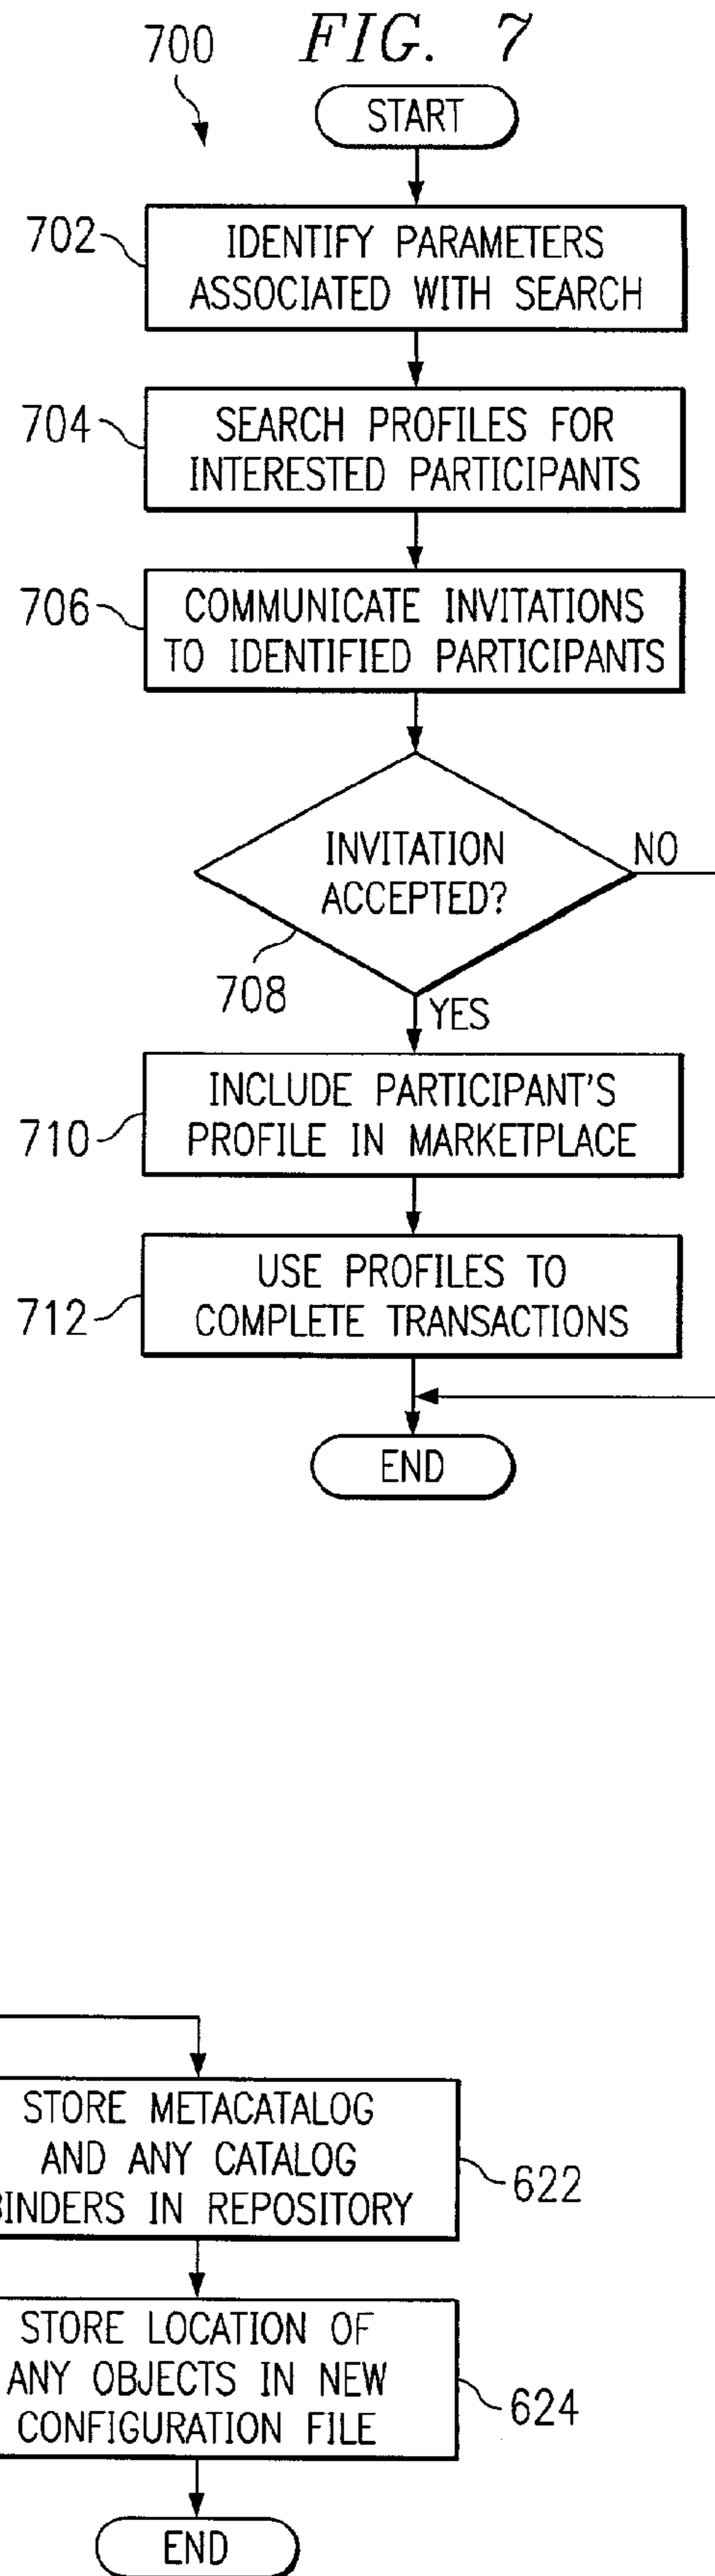 FIG. 7
700
START
702
IDENTIFY PARAMETERS
ASSOCIATED WITH SEARCH
704
SEARCH PROFILES FOR
INTERESTED PARTICIPANTS
706
COMMUNICATE INVITATIONS
TO IDENTIFIED PARTICIPANTS
INVITATION
ACCEPTED?
NO
708
YES
710
INCLUDE PARTICIPANT'S
PROFILE IN MARKETPLACE
712
USE PROFILES TO
COMPLETE TRANSACTIONS
END
STORE METACATALOG
AND ANY CATALOG
BINDERS IN REPOSITORY
622
STORE LOCATION OF
ANY OBJECTS IN NEW
CONFIGURATION FILE
624
END